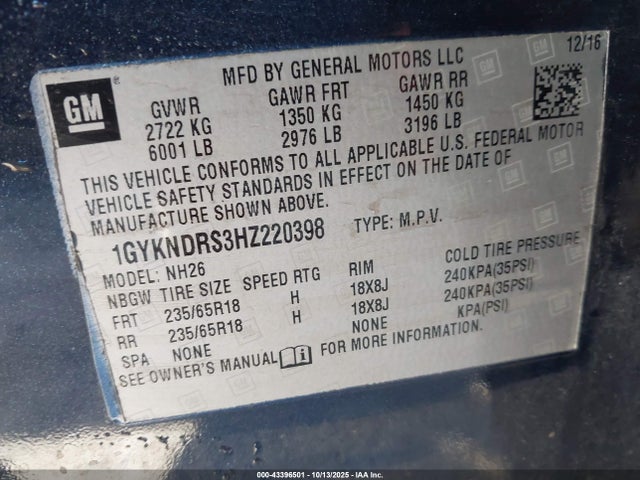 12/16
MFD BY GENERAL MOTORS LLC
GM
GVWR GAWR FRT GAWR RR
2722 KG 1350 KG 1450 KG
6001 LB 2976 LB 3196 LB
THIS VEHICLE CONFORMS TO ALL APPLICABLE U.S. FEDERAL MOTOR
VEHICLE SAFETY STANDARDS IN EFFECT ON THE DATE OF
MANUFACTURE SHOWN ABOVE.
1GYKNDRS3HZ220398 TYPE: M.P.V.
MODEL: NH26
NBGW TIRE SIZE SPEED RTG RIM COLD TIRE PRESSURE
FRT 235/65R18 H 18X8J 240KPA(35PSI)
RR 235/65R18 H 18X8J 240KPA(35PSI)
SPA NONE NONE KPA(PSI)
SEE OWNER'S MANUAL FOR MORE INFORMATION.
000-43396501 - 10/13/2025 - IAA Inc.